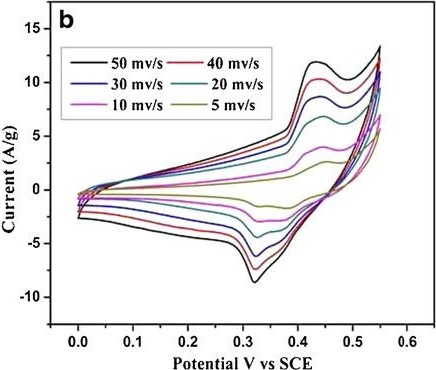 b
15
10
5
0
-5
-10
Current (A/g)
50 mv/s 40 mv/s
30 mv/s 20 mv/s
10 mv/s 5 mv/s
0.0 0.1 0.2 0.3 0.4 0.5 0.6
Potential V vs SCE